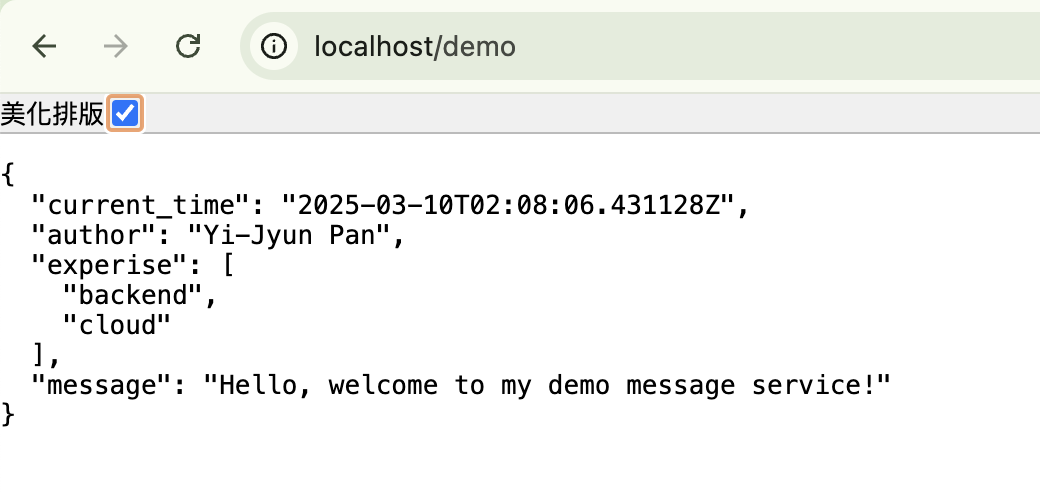 localhost/demo
美化排版
{
  "current_time": "2025-03-10T02:08:06.431128Z",
  "author": "Yi-Jyun Pan",
  "experise": [
    "backend",
    "cloud"
  ],
  "message": "Hello, welcome to my demo message service!"
}